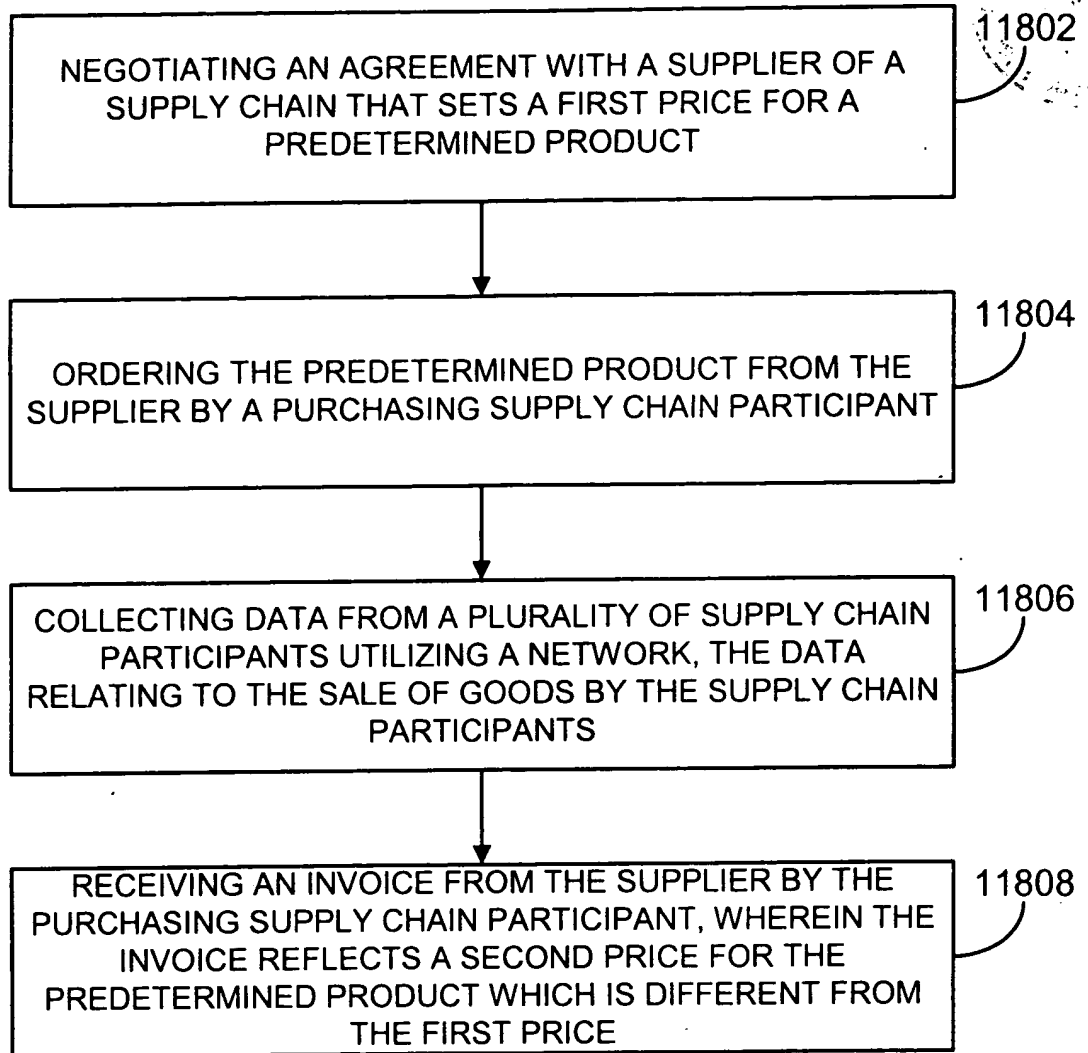 11802
NEGOTIATING AN AGREEMENT WITH A SUPPLIER OF A
SUPPLY CHAIN THAT SETS A FIRST PRICE FOR A
PREDETERMINED PRODUCT
11804
ORDERING THE PREDETERMINED PRODUCT FROM THE
SUPPLIER BY A PURCHASING SUPPLY CHAIN PARTICIPANT
11806
COLLECTING DATA FROM A PLURALITY OF SUPPLY CHAIN
PARTICIPANTS UTILIZING A NETWORK, THE DATA
RELATING TO THE SALE OF GOODS BY THE SUPPLY CHAIN
PARTICIPANTS
11808
RECEIVING AN INVOICE FROM THE SUPPLIER BY THE
PURCHASING SUPPLY CHAIN PARTICIPANT, WHEREIN THE
INVOICE REFLECTS A SECOND PRICE FOR THE
PREDETERMINED PRODUCT WHICH IS DIFFERENT FROM
THE FIRST PRICE